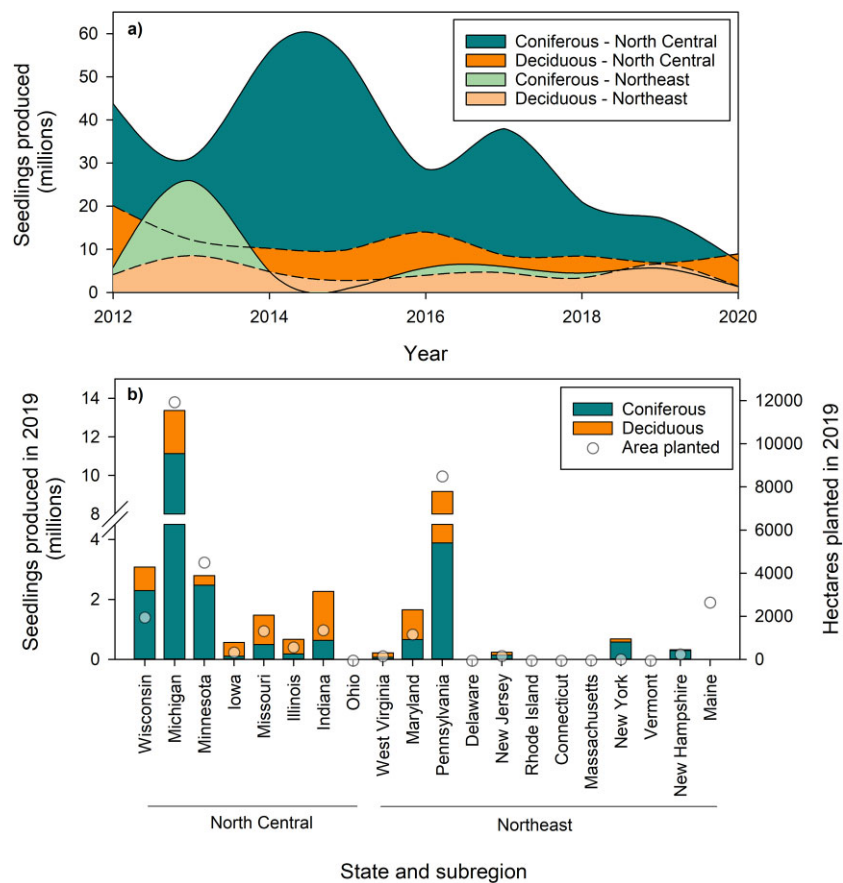 a)
Coniferous - North Central
Deciduous - North Central
Coniferous - Northeast
Deciduous - Northeast
Seedlings produced
(millions)
60
50
40
30
20
10
0
2012
2014
2016
2018
2020
Year
b)
Coniferous
Deciduous
Area planted
Seedlings produced in 2019
(millions)
14
12
10
8
4
2
0
Hectares planted in 2019
12000
10000
8000
6000
4000
2000
0
Wisconsin
Michigan
Minnesota
Iowa
Missouri
Illinois
Indiana
Ohio
West Virginia
Maryland
Pennsylvania
Delaware
New Jersey
Rhode Island
Connecticut
Massachusetts
New York
Vermont
New Hampshire
Maine
North Central
Northeast
State and subregion